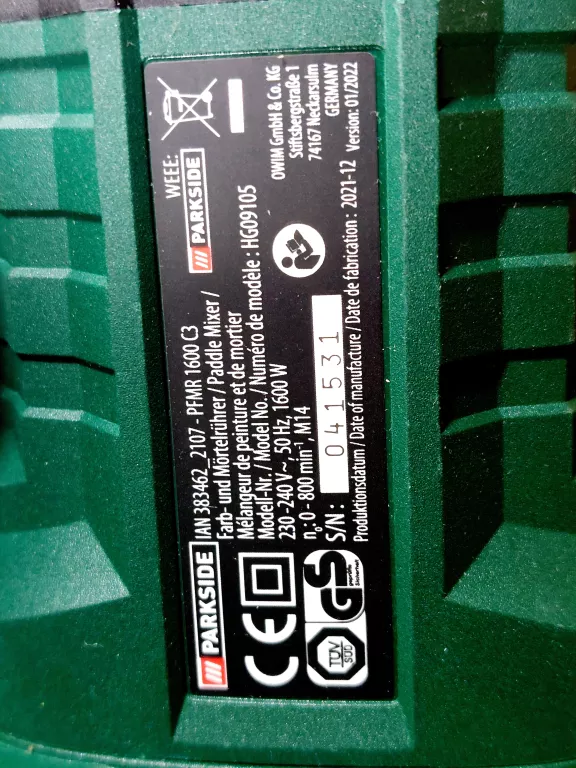 PARKSIDE
IAN 383462_2107 - PFMR 1600 C3
Farb- und Mörtelrührer / Paddle Mixer /
Mélangeur de peinture et de mortier
Modell-Nr. / Model No. / Numéro de modèle : HG09105
230 -240 V~, 50 Hz, 1600 W
n₀: 0 - 800 min⁻¹, M14
S/N : 041531
Produktionsdatum / Date of manufacture / Date de fabrication : 2021-12 Version: 01/2022
CE
TÜV
SÜD
GS
geprüfte
Sicherheit
WEEE:
PARKSIDE
OWIM GmbH & Co. KG
Stiftsbergstraße 1
74167 Neckarsulm
GERMANY